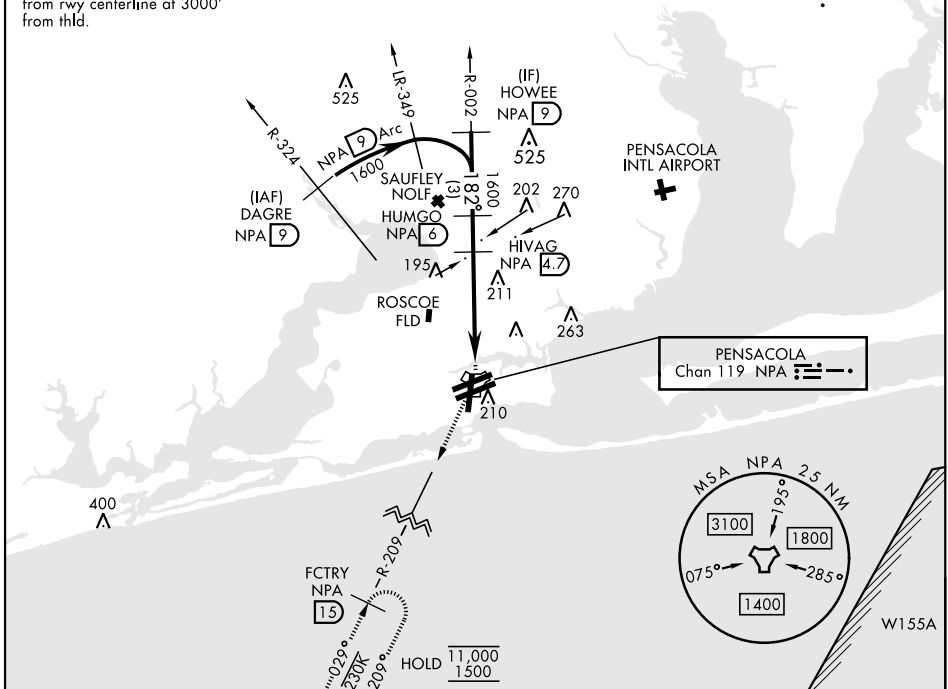 from rwy centerline at 3000'
from thld.
525
LR-349
R-002
(IF)
HOWEE
NPA 9
525
R-324
NPA 9 Arc
1600
(IAF)
DAGRE
NPA 9
SAUFLEY
NOLF
(3)
182°
1600
HUMGO
NPA 6
202
270
PENSACOLA
INTL AIRPORT
HIVAG
NPA 4.7
195
211
ROSCOE
FLD
263
PENSACOLA
Chan 119 NPA
210
400
R-209
FCTRY
NPA
15
029°
230K
209°
HOLD
11,000
1500
MSA NPA 25 NM
195°
3100
1800
075°
285°
1400
W155A